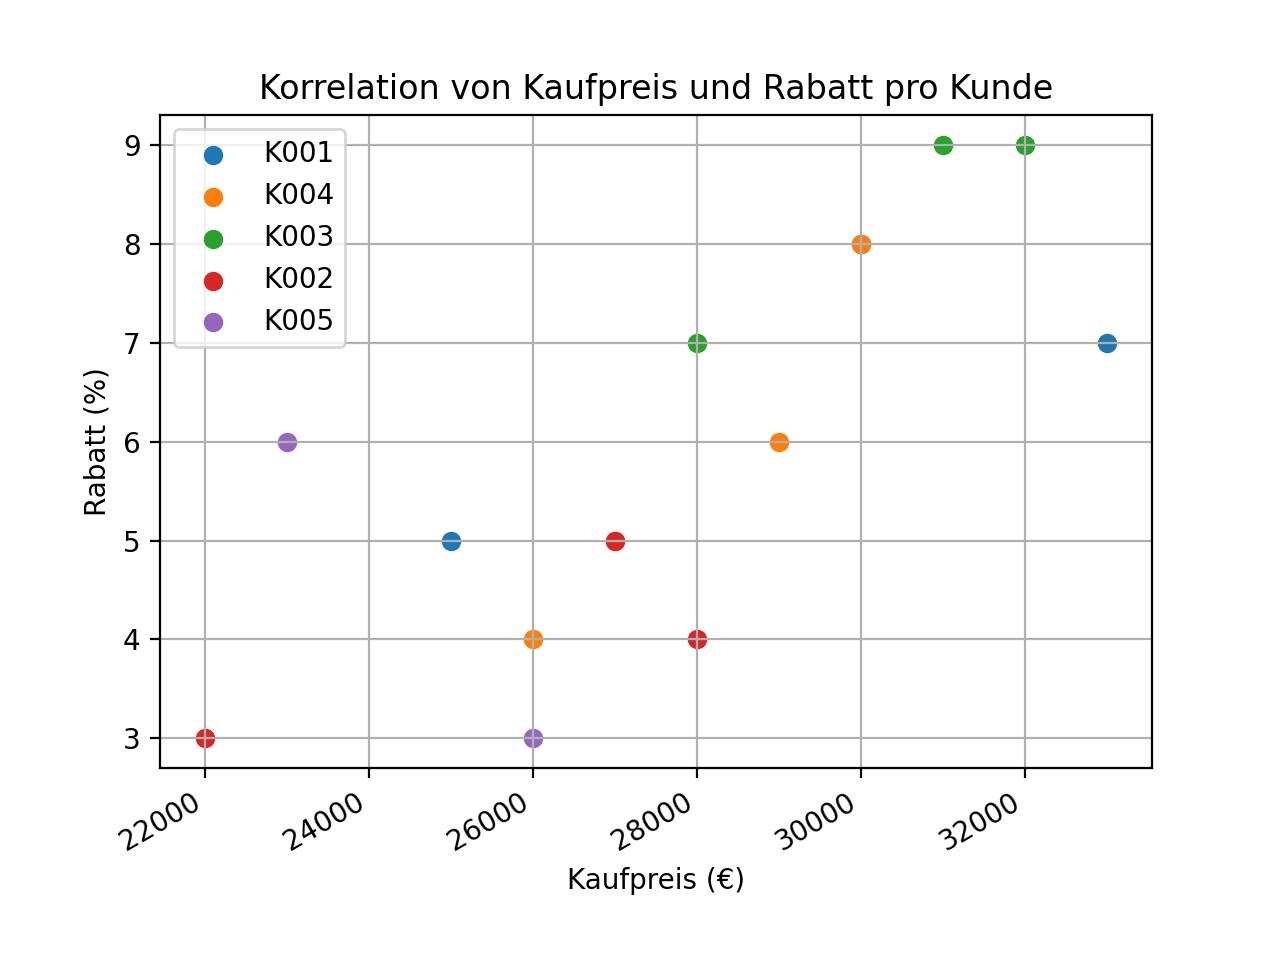 Korrelation von Kaufpreis und Rabatt pro Kunde
K001
K004
K003
K002
K005
9
8
7
6
5
4
3
Rabatt (%)
22000
24000
26000
28000
30000
32000
Kaufpreis (€)